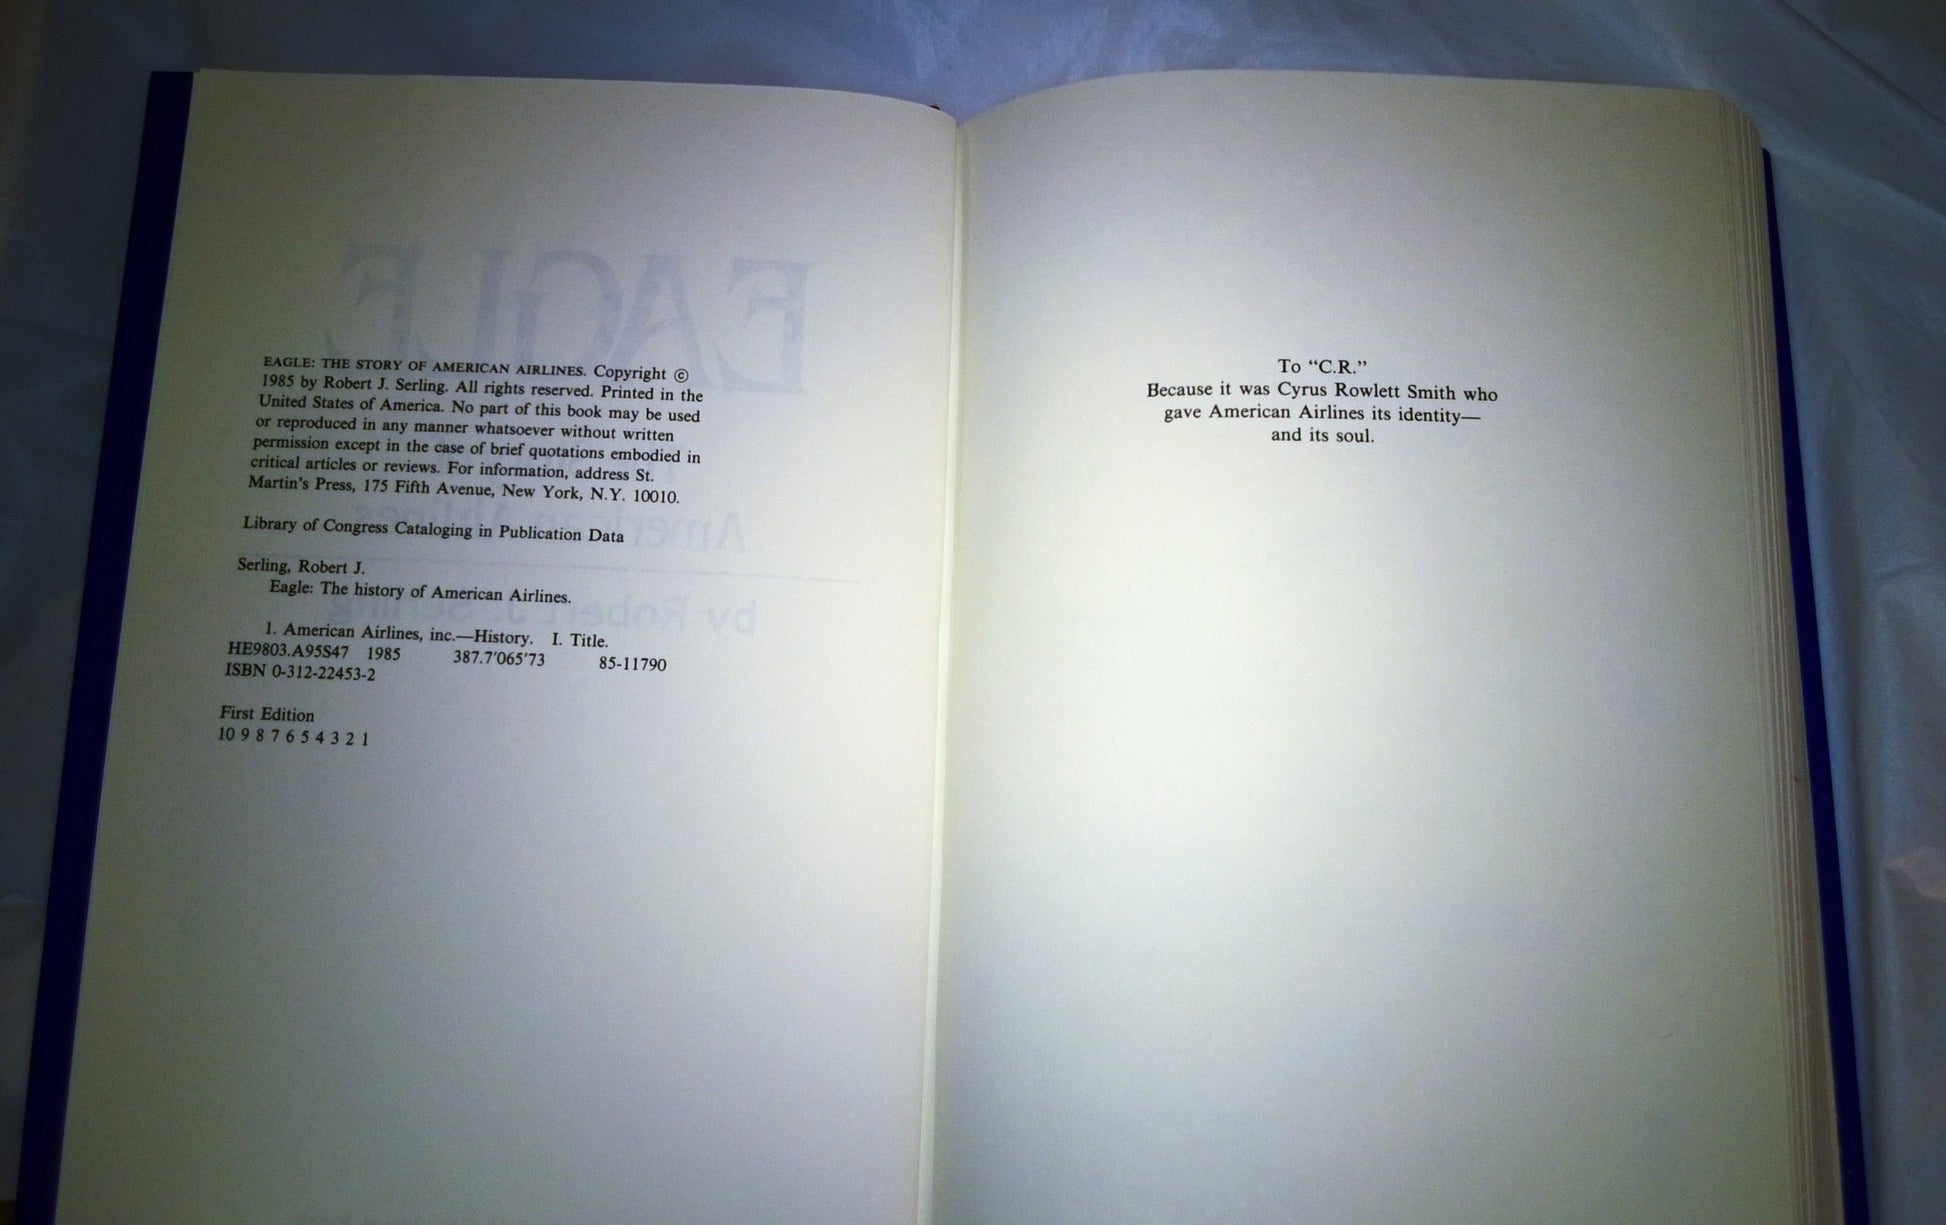 EAGLE: THE STORY OF AMERICAN AIRLINES. Copyright ©
1985 by Robert J. Serling. All rights reserved. Printed in the
United States of America. No part of this book may be used
or reproduced in any manner whatsoever without written
permission except in the case of brief quotations embodied in
critical articles or reviews. For information, address St.
Martin's Press, 175 Fifth Avenue, New York, N.Y. 10010.
Library of Congress Cataloging in Publication Data
Serling, Robert J.
Eagle: The history of American Airlines.
1. American Airlines, inc.—History. I. Title.
HE9803.A95S47 1985 387.7'065'73 85-11790
ISBN 0-312-22453-2
First Edition
10 9 8 7 6 5 4 3 2 1
To “C.R.”
Because it was Cyrus Rowlett Smith who
gave American Airlines its identity—
and its soul.